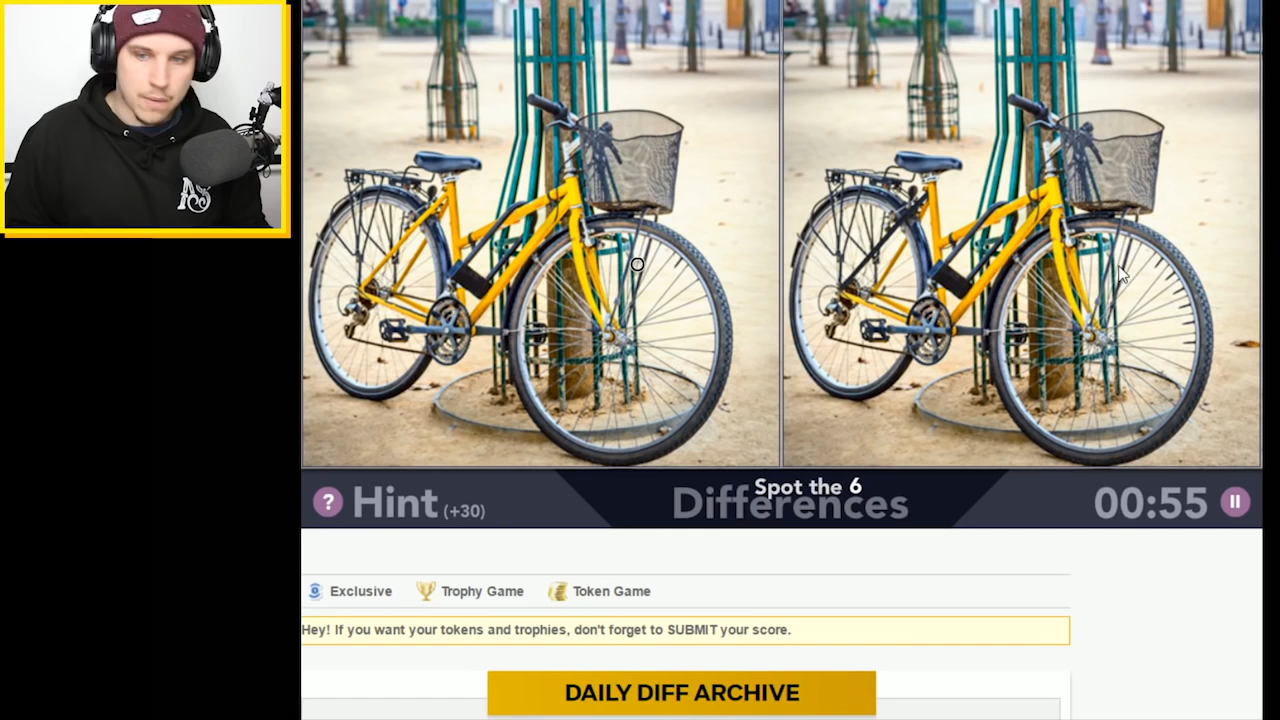 AS
Spot the 6
? Hint (+30)
Differences
00:55
Exclusive
Trophy Game
Token Game
Hey! If you want your tokens and trophies, don't forget to SUBMIT your score.
DAILY DIFF ARCHIVE